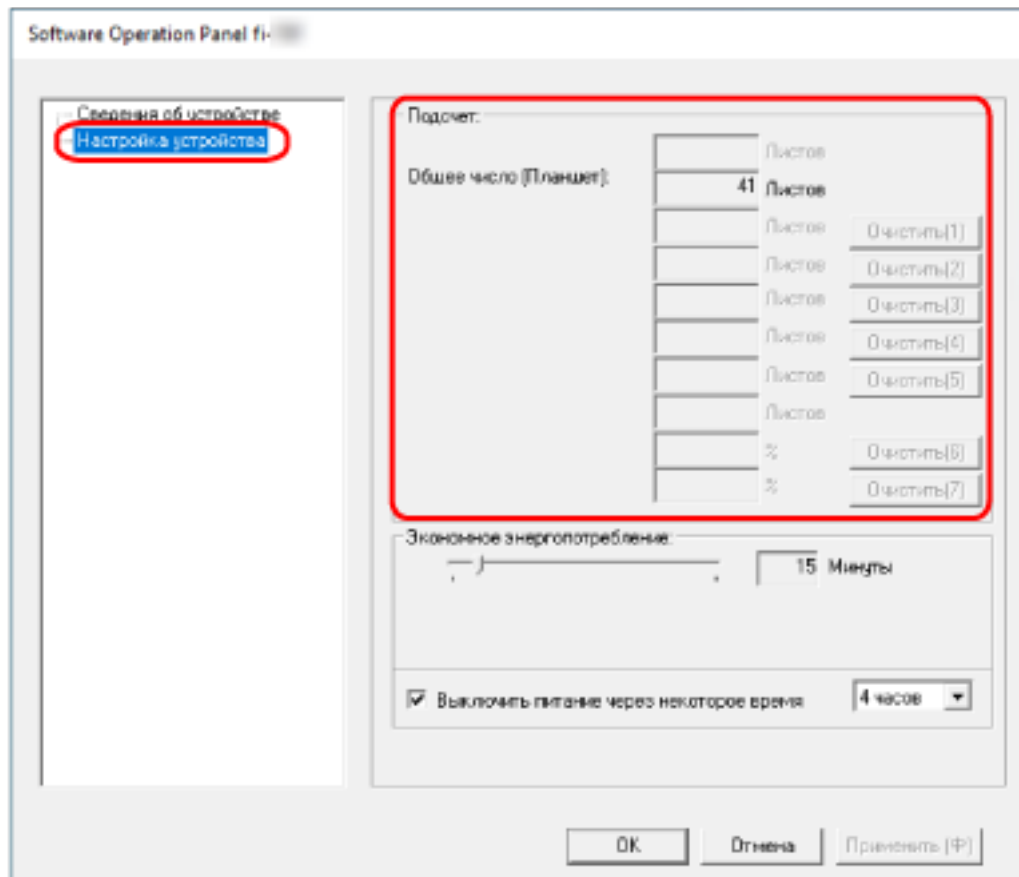 Software Operation Panel fi-
Сведения об устройстве
Настройка устройства
Подсчет:
Листов
Общее число (Планшет): 41 Листов
Листов Очистить(1)
Листов Очистить(2)
Листов Очистить(3)
Листов Очистить(4)
Листов Очистить(5)
Листов
% Очистить(6)
% Очистить(7)
Экономное энергопотребление:
15 Минуты
Выключить питание через некоторое время 4 часов
OK Отмена Применить (Ф)